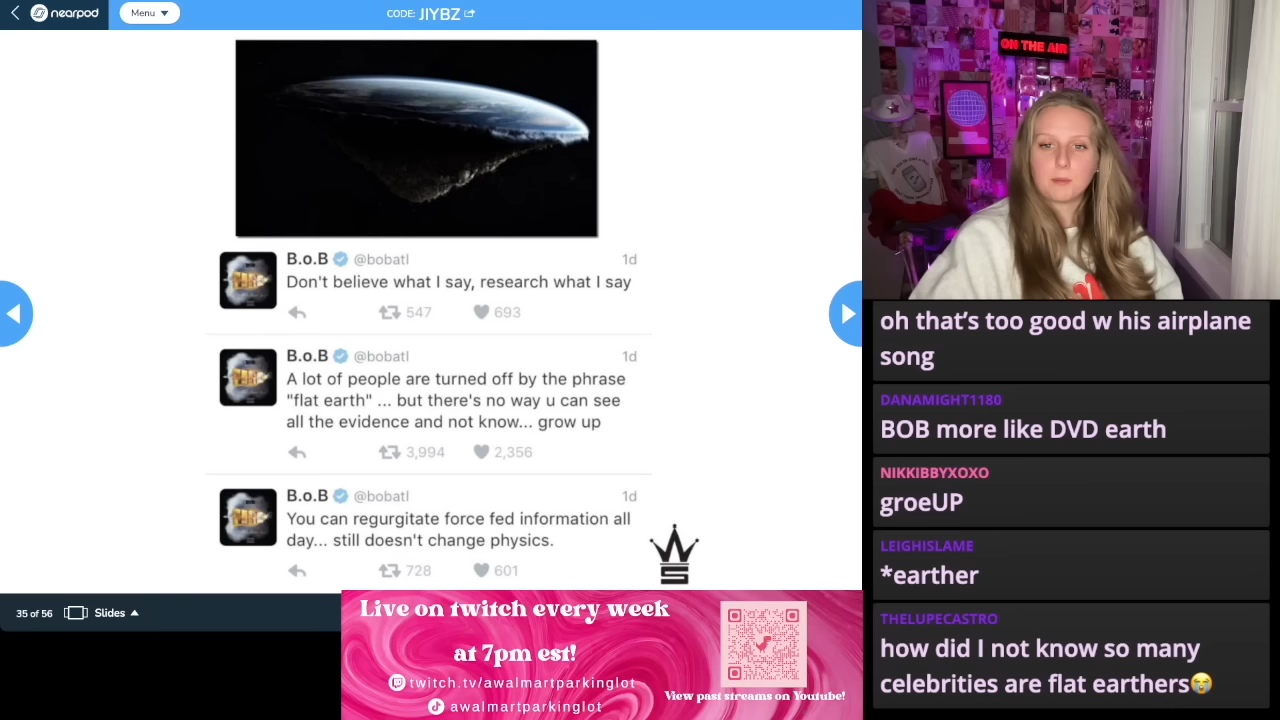 nearpod
Menu
CODE: JIYBZ
ON THE AIR
B.o.B @bobatl 1d
Don't believe what I say, research what I say
547 693
B.o.B @bobatl 1d
A lot of people are turned off by the phrase
"flat earth" ... but there's no way u can see
all the evidence and not know... grow up
3,994 2,356
B.o.B @bobatl 1d
You can regurgitate force fed information all
day... still doesn't change physics.
728 601
35 of 56 Slides
Live on twitch every week
at 7pm est!
twitch.tv/awalmartparkinglot
awalmartparkinglot
View past streams on Youtube!
oh that's too good w his airplane
song
DANAMIGHT1180
BOB more like DVD earth
NIKKIBBYXOXO
groeUP
LEIGHISLAME
*earther
THELUPECASTRO
how did I not know so many
celebrities are flat earthers😭